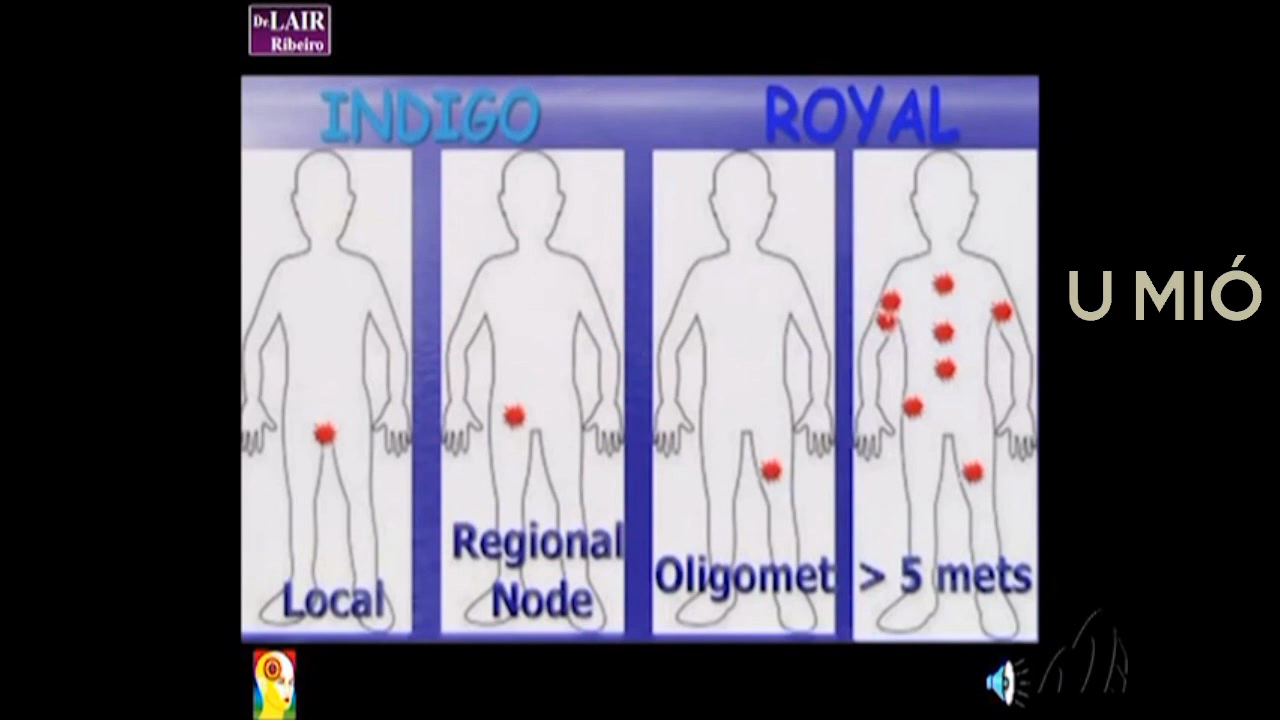 Dr. LAIR
Ribeiro
INDIGO
ROYAL
U MIÓ
Local
Regional
Node
Oligomet
> 5 mets